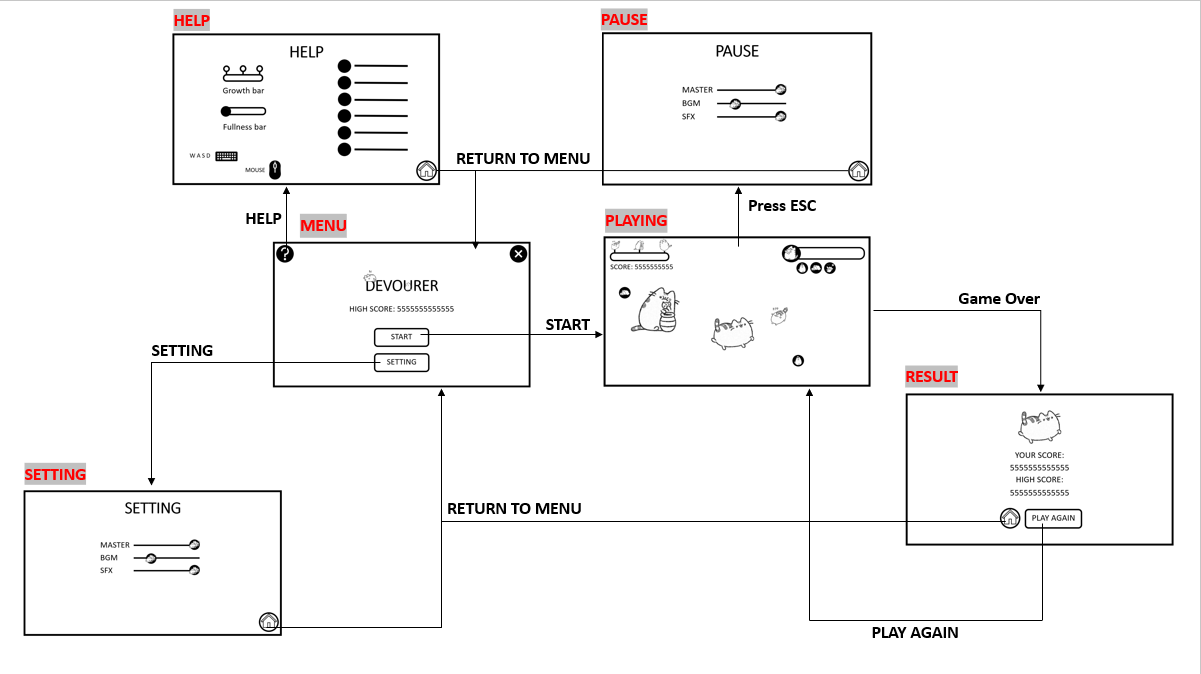 HELP
HELP
Growth bar
Fullness bar
W A S D
MOUSE
PAUSE
PAUSE
MASTER
BGM
SFX
RETURN TO MENU
HELP
Press ESC
MENU
?
DEVOURER
HIGH SCORE: 5555555555555
START
SETTING
START
SETTING
PLAYING
SCORE: 5555555555
Game Over
RESULT
YOUR SCORE:
5555555555555
HIGH SCORE:
5555555555555
PLAY AGAIN
SETTING
SETTING
MASTER
BGM
SFX
RETURN TO MENU
PLAY AGAIN